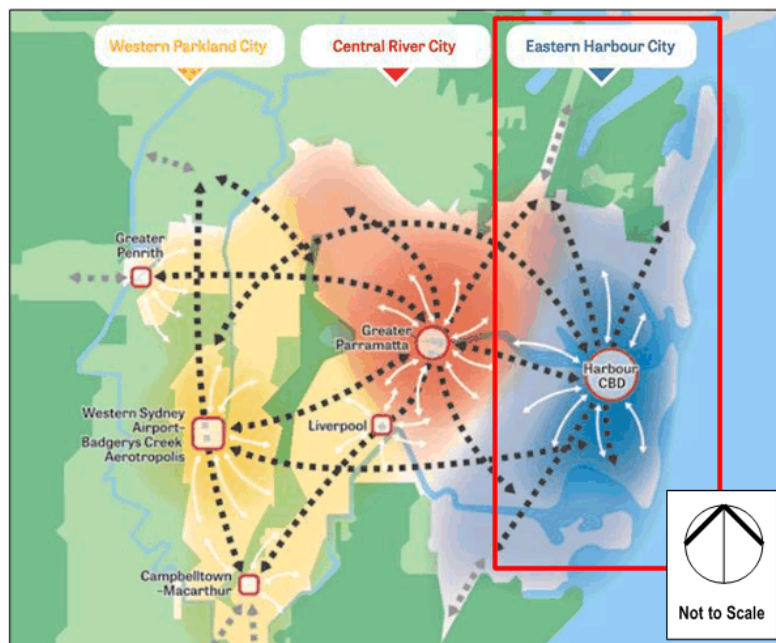 Western Parkland City
Central River City
Eastern Harbour City
Greater
Penrith
Greater
Parramatta
Harbour
CBD
Western Sydney
Airport–
Badgerys Creek
Aerotropolis
Liverpool
Campbelltown
–Macarthur
Not to Scale